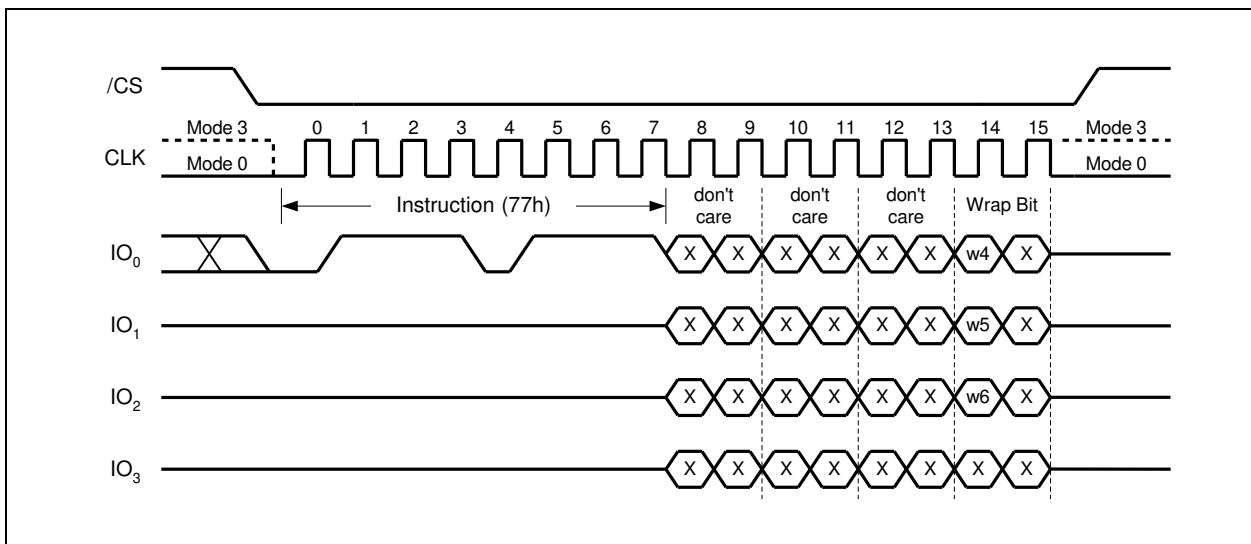 /CS
Mode 3 0 1 2 3 4 5 6 7 8 9 10 11 12 13 14 15 Mode 3
CLK
Mode 0 Mode 0
Instruction (77h) don't care don't care don't care Wrap Bit
IO0 X X X X X X w4 X
IO1 X X X X X X w5 X
IO2 X X X X X X w6 X
IO3 X X X X X X X X